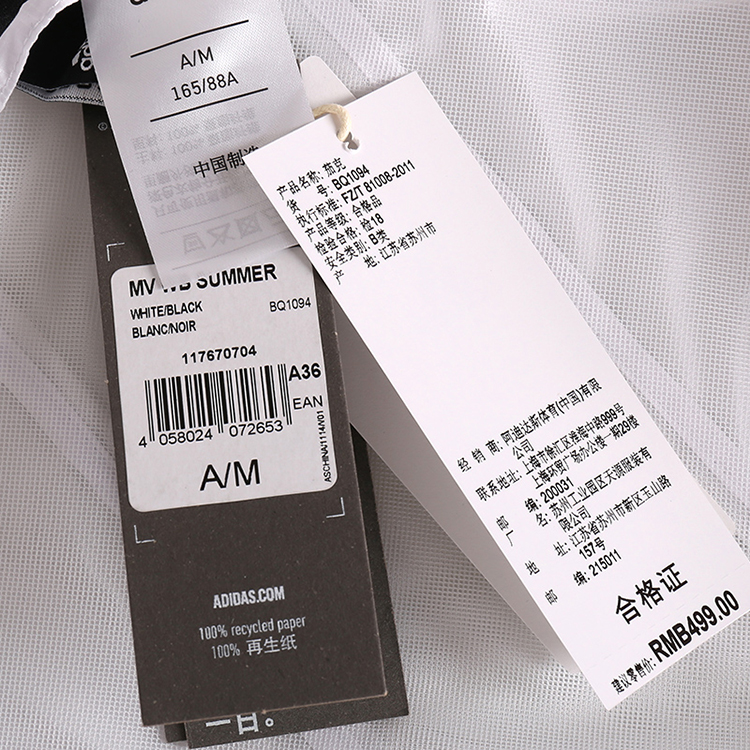 A/M
165/88A
中国制造
MV WB SUMMER
WHITE/BLACK BQ1094
BLANC/NOIR
117670704
A36
EAN
4 058024 072653
ASCHINA/1114/V01
A/M
ADIDAS.COM
100% recycled paper
100% 再生纸
一日。
产品名称: 茄克
货 号: BQ1094
执行标准: FZ/T 81008-2011
产品等级: 合格品
检验合格: 检18
安全类别: B类
产 地: 江苏省苏州市
经 销 商: 阿迪达斯体育(中国)有限
公司
联系地址: 上海市徐汇区淮海中路999号
上海环贸广场办公楼一期29楼
邮 编: 200031
厂 名: 苏州工业园区天调服装有
限公司
地 址: 江苏省苏州市新区玉山路
157号
邮 编: 215011
合格证
建议零售价: RMB499.00